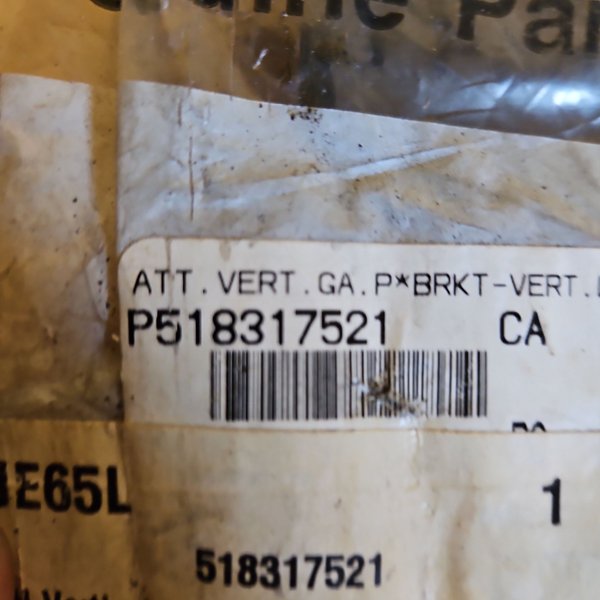 ATT.VERT.GA.P*BRKT-VERT.
P518317521 CA
E65L 1
518317521